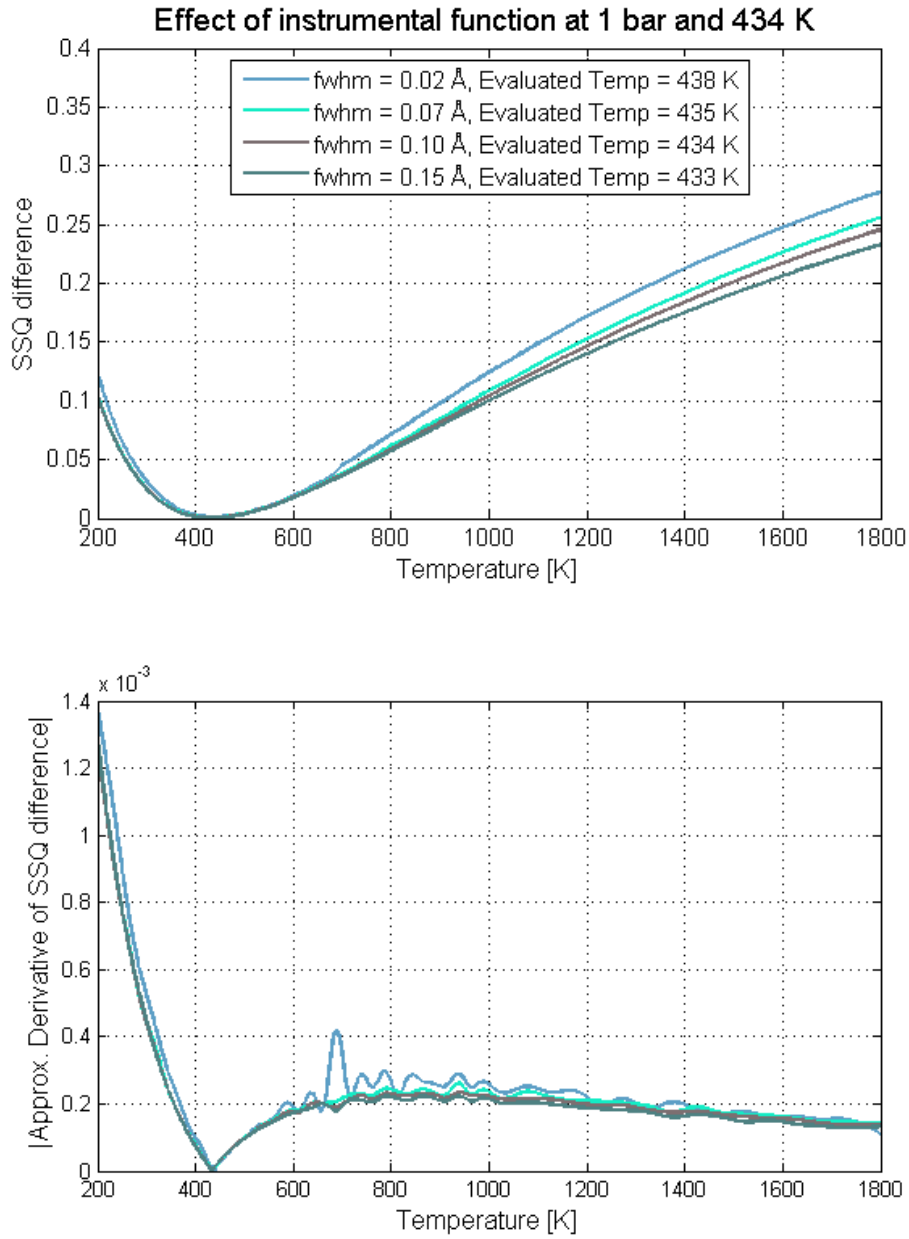 Effect of instrumental function at 1 bar and 434 K
0.4
0.35
0.3
0.25
0.2
0.15
0.1
0.05
0
SSQ difference
fwhm = 0.02 Å, Evaluated Temp = 438 K
fwhm = 0.07 Å, Evaluated Temp = 435 K
fwhm = 0.10 Å, Evaluated Temp = 434 K
fwhm = 0.15 Å, Evaluated Temp = 433 K
200 400 600 800 1000 1200 1400 1600 1800
Temperature [K]
x 10⁻³
1.4
1.2
1
0.8
0.6
0.4
0.2
0
|Approx. Derivative of SSQ difference|
200 400 600 800 1000 1200 1400 1600 1800
Temperature [K]